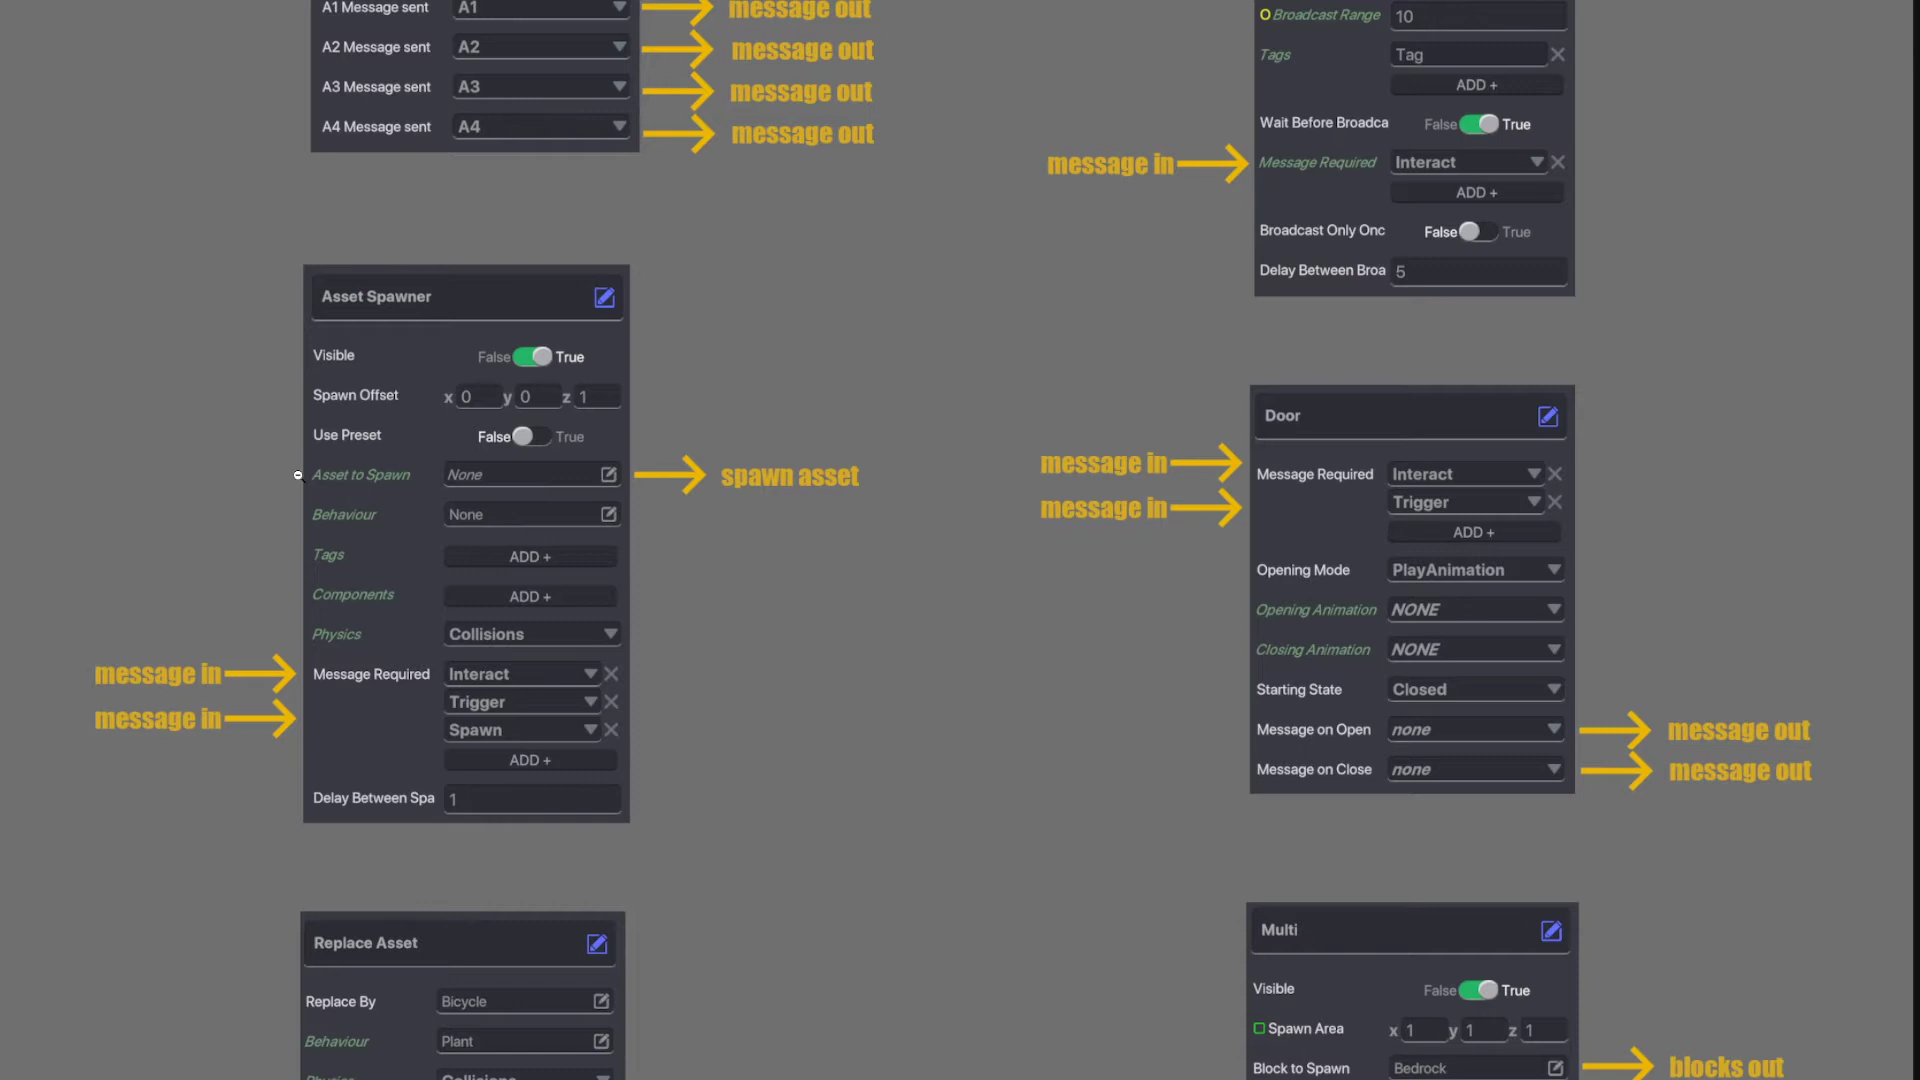 A1 Message sent A1 message out
A2 Message sent A2 message out
A3 Message sent A3 message out
A4 Message sent A4 message out
Asset Spawner
Visible False True
Spawn Offset x 0 y 0 z 1
Use Preset False True
Asset to Spawn None spawn asset
Behaviour None
Tags ADD +
Components ADD +
Physics Collisions
message in Message Required Interact
Trigger
message in
Spawn
ADD +
Delay Between Spa 1
Replace Asset
Replace By Bicycle
Behaviour Plant
Physics Collisions
Broadcast Range 10
Tags Tag
ADD +
Wait Before Broadca False True
message in Message Required Interact
ADD +
Broadcast Only Onc False True
Delay Between Broa 5
Door
message in Message Required Interact
message in Trigger
ADD +
Opening Mode PlayAnimation
Opening Animation NONE
Closing Animation NONE
Starting State Closed
Message on Open none message out
Message on Close none message out
Multi
Visible False True
Spawn Area x 1 y 1 z 1
Block to Spawn Bedrock blocks out